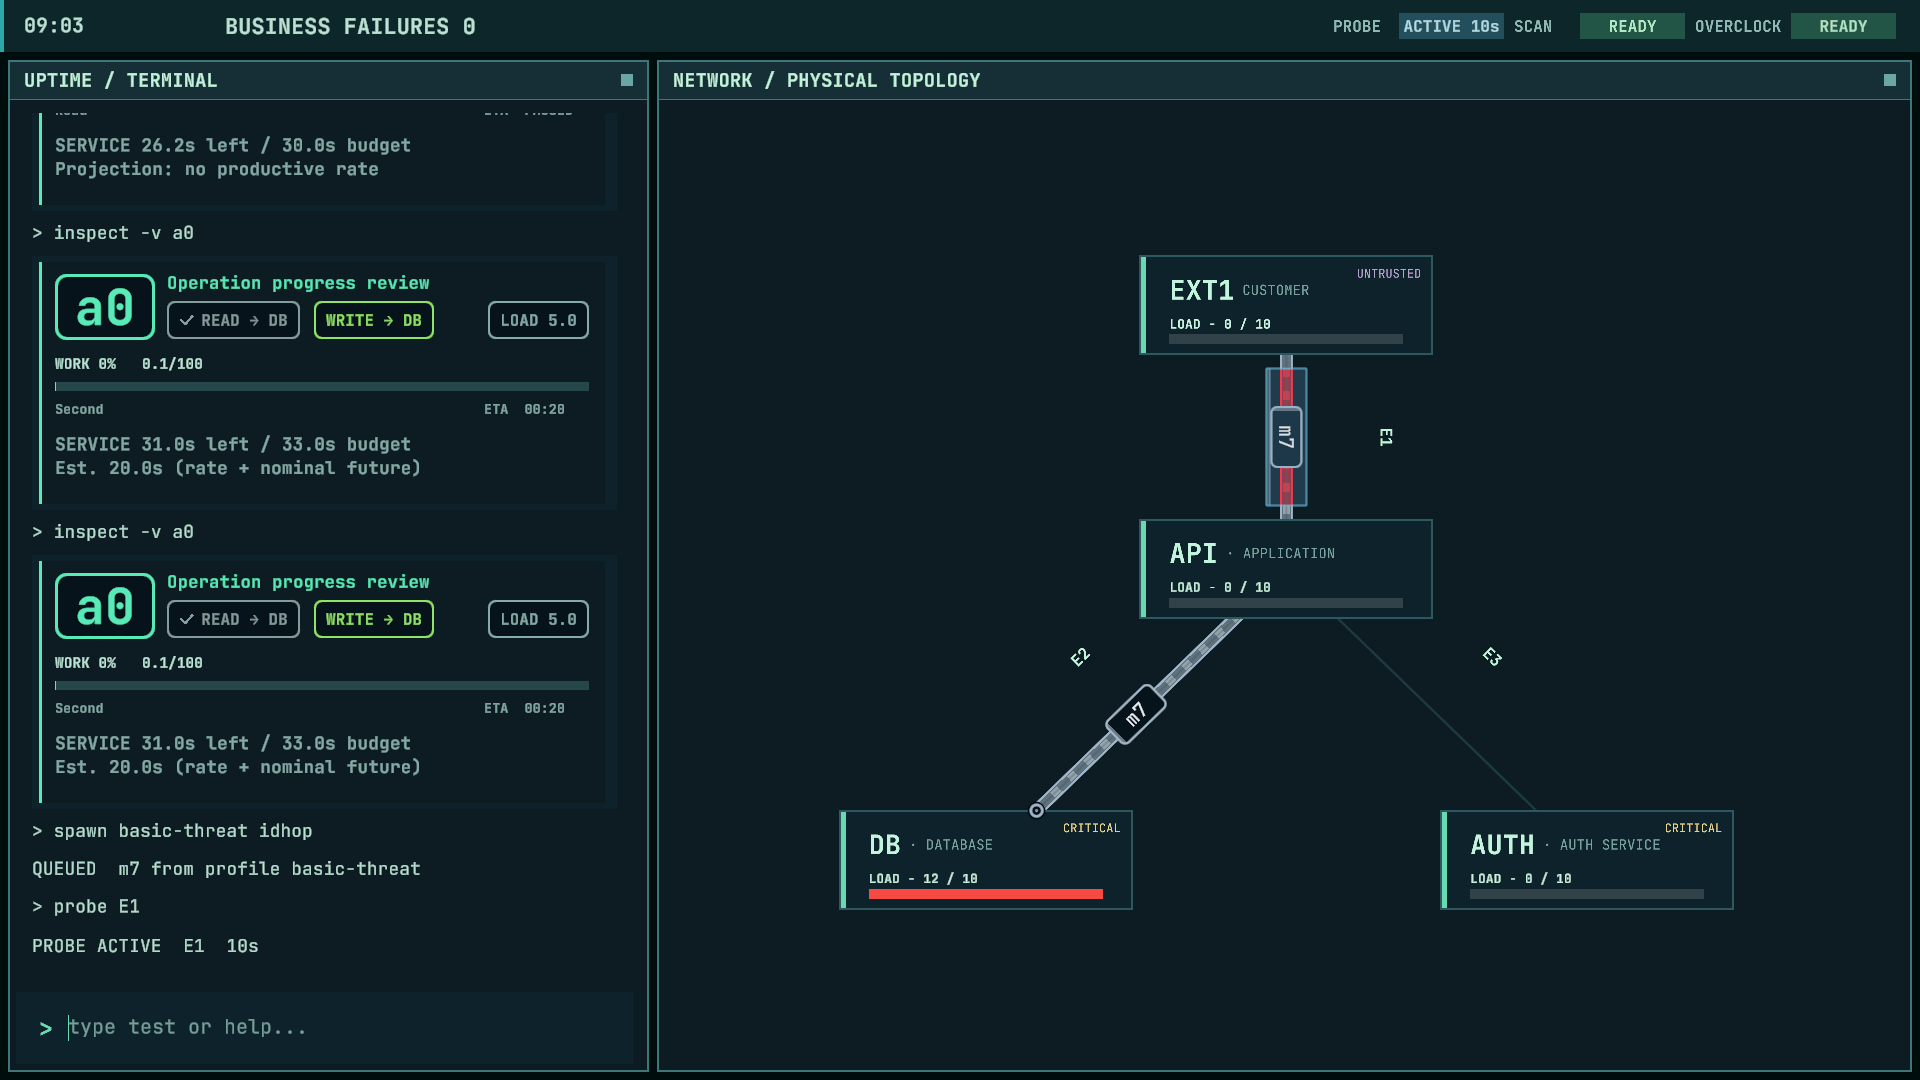 09:03
BUSINESS FAILURES 0
PROBE ACTIVE 10s SCAN READY OVERCLOCK READY
UPTIME / TERMINAL
SERVICE 26.2s left / 30.0s budget
Projection: no productive rate
> inspect -v a0
a0
Operation progress review
✓ READ → DB WRITE → DB LOAD 5.0
WORK 0% 0.1/100
Second ETA 00:20
SERVICE 31.0s left / 33.0s budget
Est. 20.0s (rate + nominal future)
> inspect -v a0
a0
Operation progress review
✓ READ → DB WRITE → DB LOAD 5.0
WORK 0% 0.1/100
Second ETA 00:20
SERVICE 31.0s left / 33.0s budget
Est. 20.0s (rate + nominal future)
> spawn basic-threat idhop
QUEUED m7 from profile basic-threat
> probe E1
PROBE ACTIVE E1 10s
> type test or help...
NETWORK / PHYSICAL TOPOLOGY
UNTRUSTED
EXT1 CUSTOMER
LOAD - 0 / 10
m7
E1
API · APPLICATION
LOAD - 0 / 10
E2
E3
m7
CRITICAL
DB · DATABASE
LOAD - 12 / 10
CRITICAL
AUTH · AUTH SERVICE
LOAD - 0 / 10